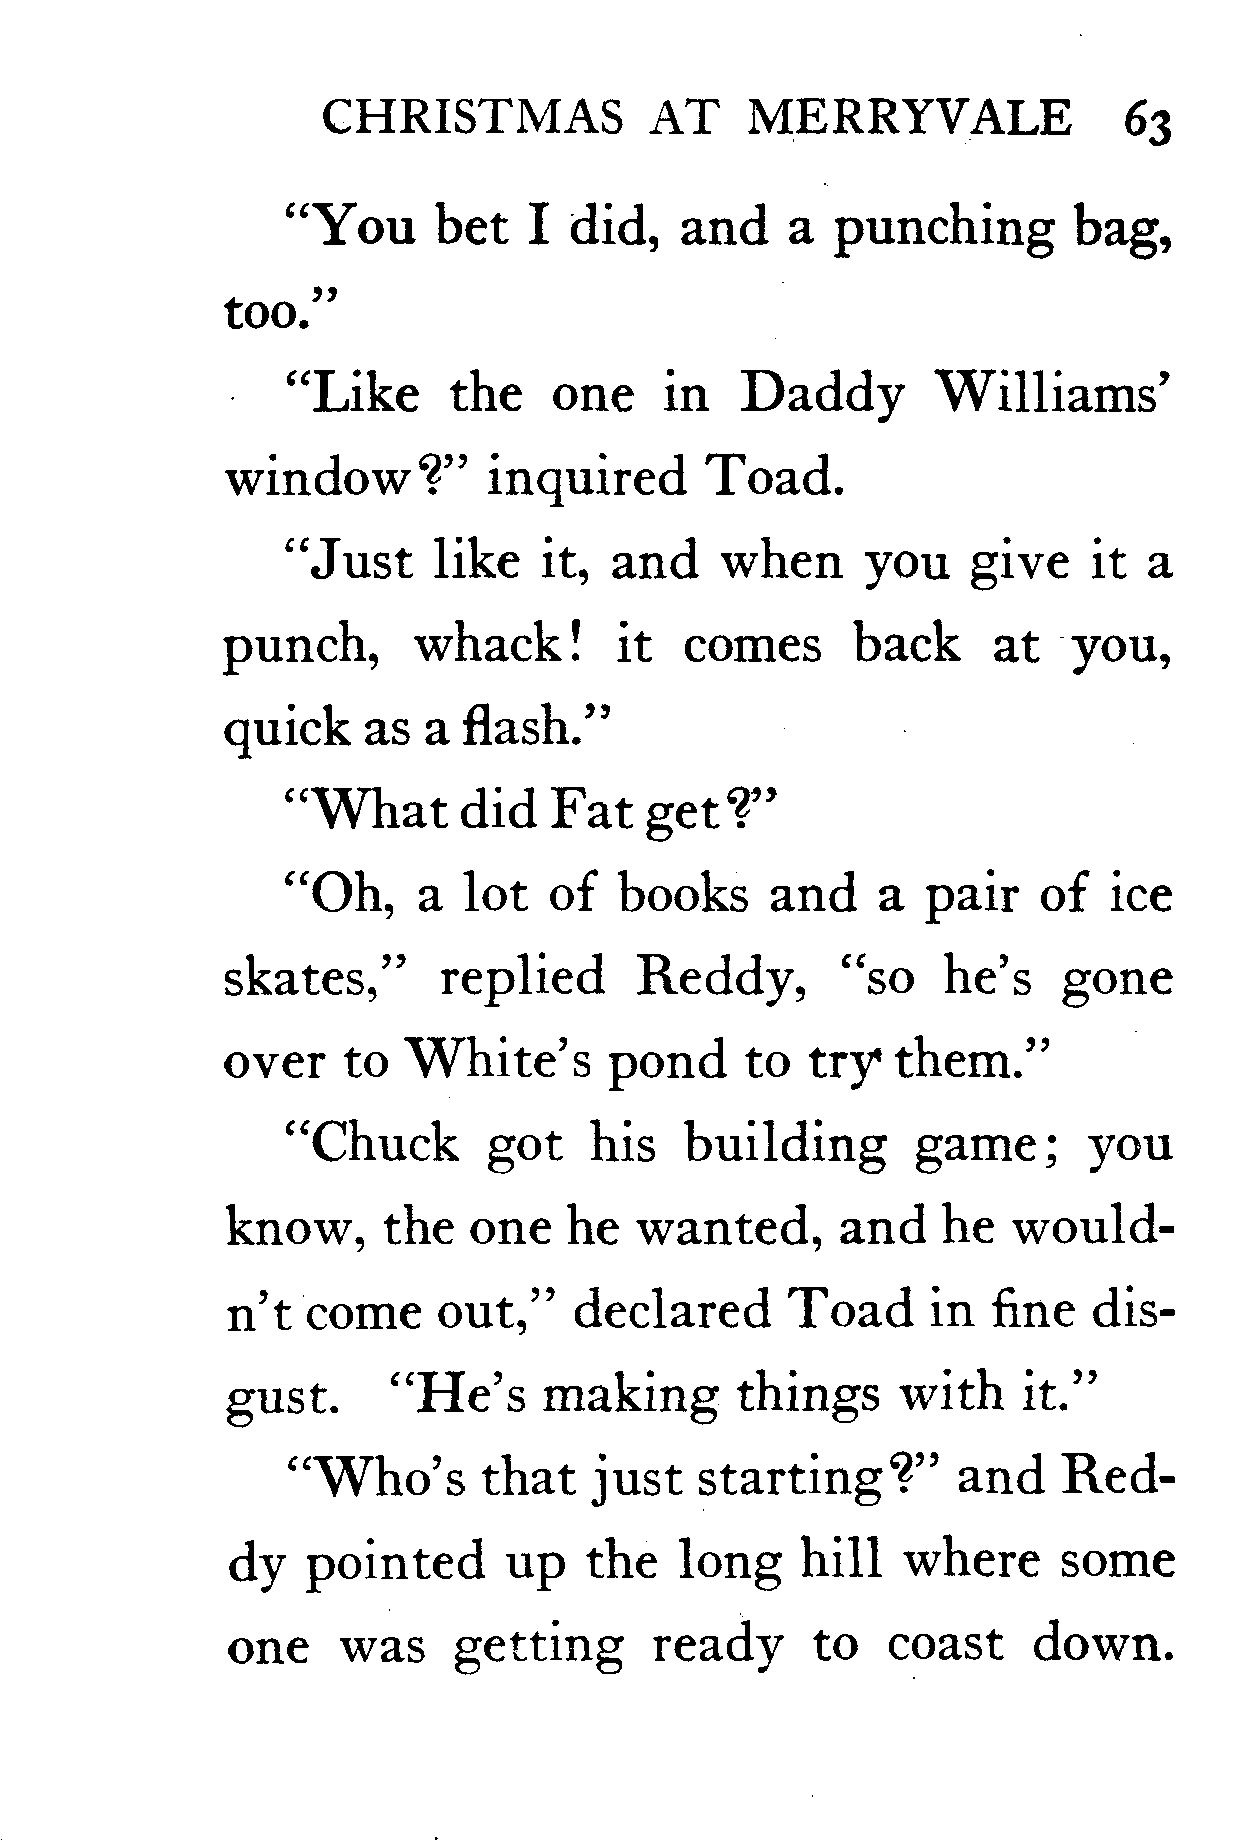 CHRISTMAS AT MERRYVALE 63
“You bet I did, and a punching bag,
too.”
“Like the one in Daddy Williams’
window?” inquired Toad.
“Just like it, and when you give it a
punch, whack! it comes back at you,
quick as a flash.”
“What did Fat get?”
“Oh, a lot of books and a pair of ice
skates,” replied Reddy, “so he’s gone
over to White’s pond to try them.”
“Chuck got his building game; you
know, the one he wanted, and he would-
n’t come out,” declared Toad in fine dis-
gust. “He’s making things with it.”
“Who’s that just starting?” and Red-
dy pointed up the long hill where some
one was getting ready to coast down.